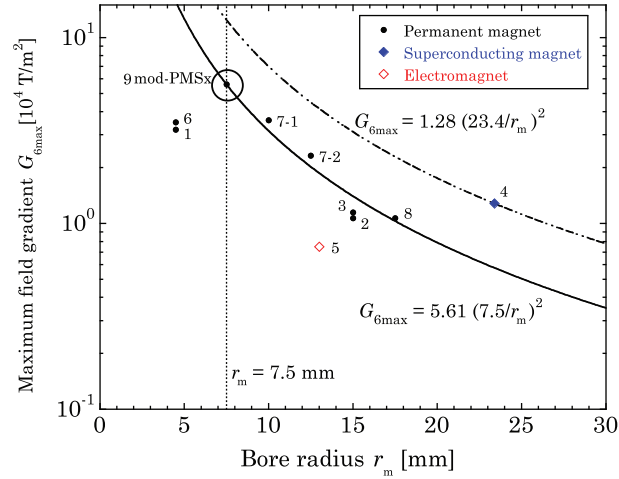 Maximum field gradient G6max [10⁴ T/m²]
10¹
10⁰
10⁻¹
Permanent magnet
Superconducting magnet
Electromagnet
9 mod-PMSx
6
1
7-1
7-2
G6max = 1.28 (23.4/rm)²
4
3
2
8
5
G6max = 5.61 (7.5/rm)²
rm = 7.5 mm
0 5 10 15 20 25 30
Bore radius rm [mm]